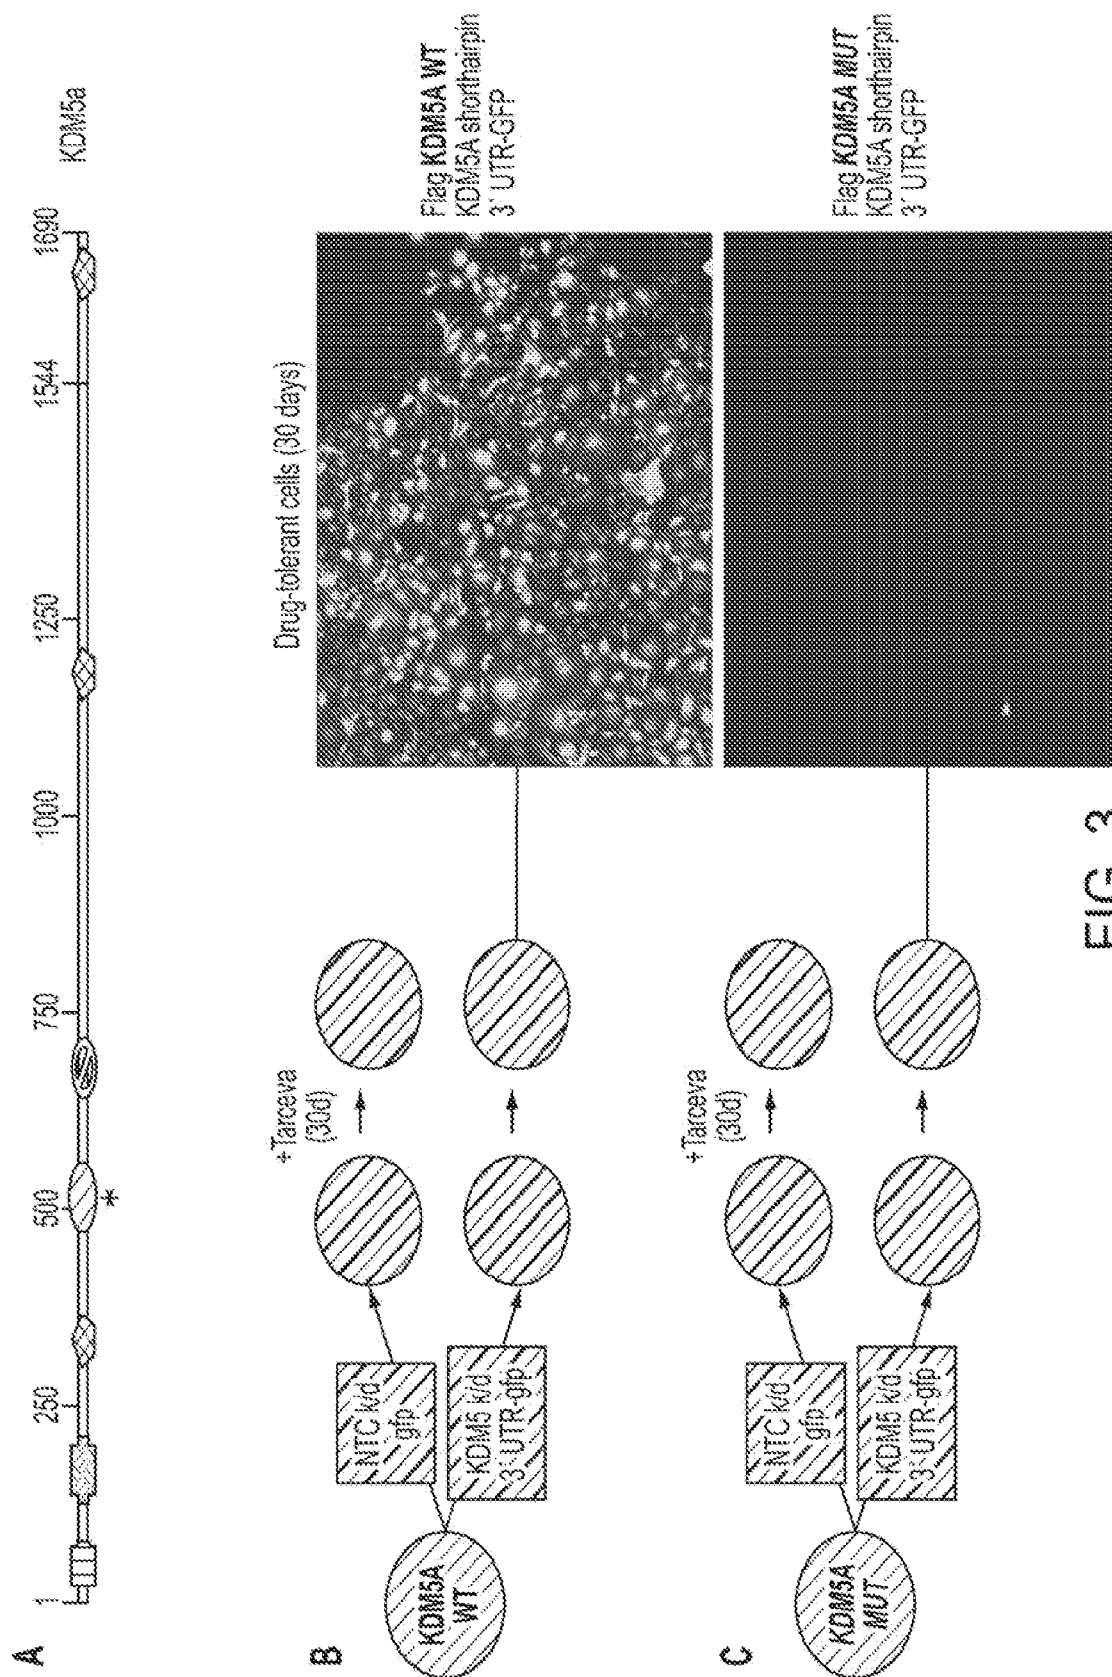 A
1
250
500
750
1000
1250
1544
1690
KDM5a
*
B
KDM5A
WT
NTC k/d
gfp
KDM5 k/d
3' UTR-gfp
+Tarceva
(30d)
Drug-tolerant cells (30 days)
Flag KDM5A WT
KDM5A shorthairpin
3' UTR-GFP
C
KDM5A
MUT
NTC k/d
gfp
KDM5 k/d
3' UTR-gfp
+Tarceva
(30d)
Flag KDM5A MUT
KDM5A shorthairpin
3' UTR-GFP
FIG. 3